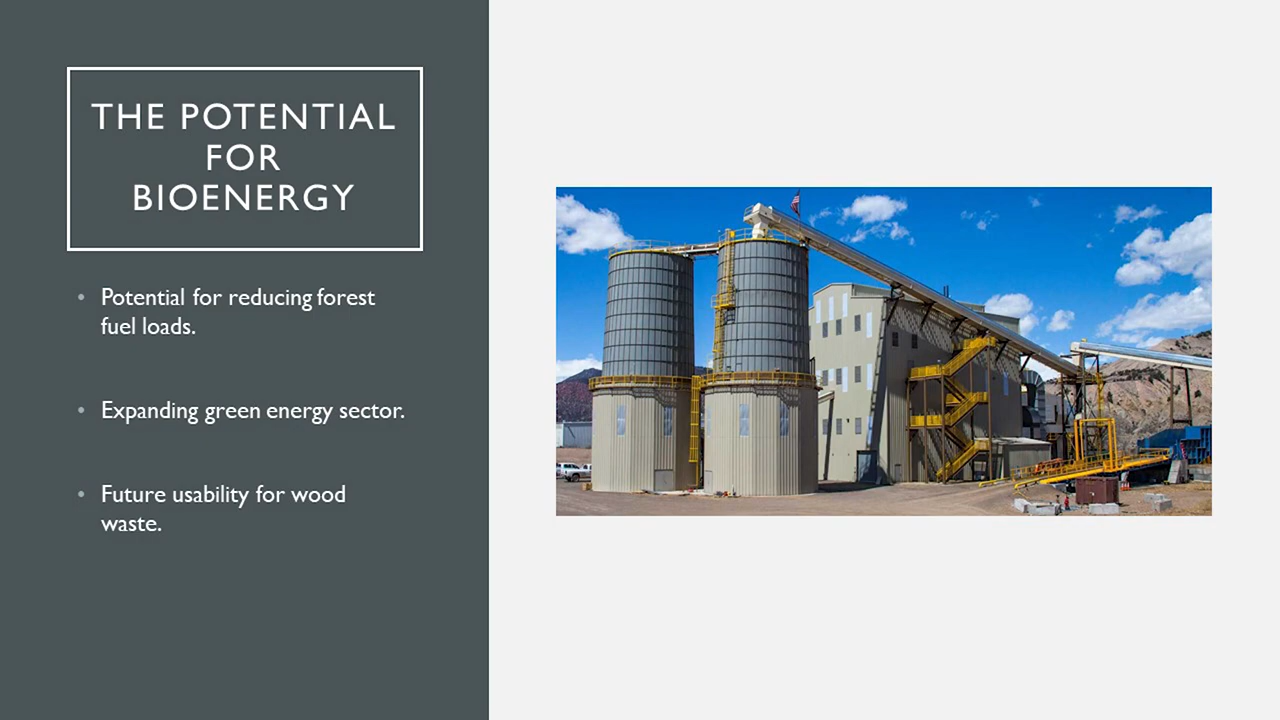 THE POTENTIAL
FOR
BIOENERGY
• Potential for reducing forest
fuel loads.
• Expanding green energy sector.
• Future usability for wood
waste.